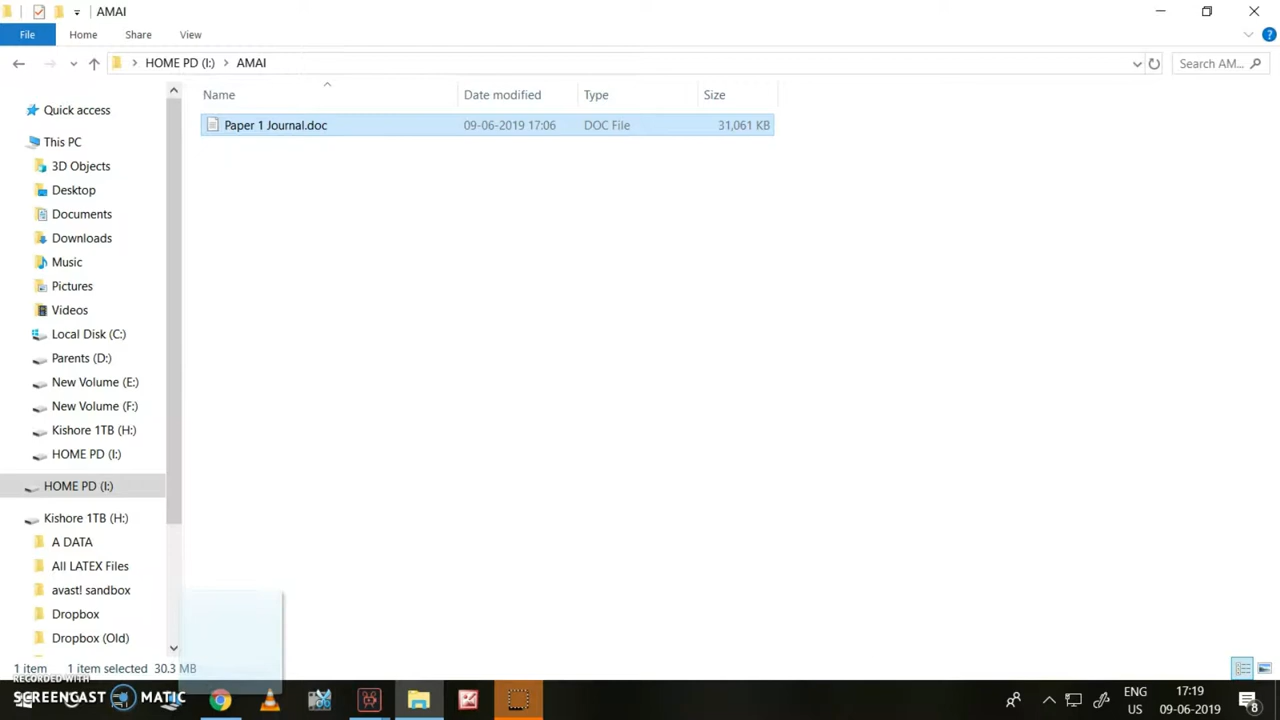 AMAI
File Home Share View
HOME PD (I:) AMAI Search AM...
Name Date modified Type Size
Paper 1 Journal.doc 09-06-2019 17:06 DOC File 31,061 KB
Quick access
This PC
3D Objects
Desktop
Documents
Downloads
Music
Pictures
Videos
Local Disk (C:)
Parents (D:)
New Volume (E:)
New Volume (F:)
Kishore 1TB (H:)
HOME PD (I:)
HOME PD (I:)
Kishore 1TB (H:)
A DATA
All LATEX Files
avast! sandbox
Dropbox
Dropbox (Old)
1 item 1 item selected 30.3 MB
RECORDED WITH
SCREENCAST MATIC
ENG 17:19
US 09-06-2019 8